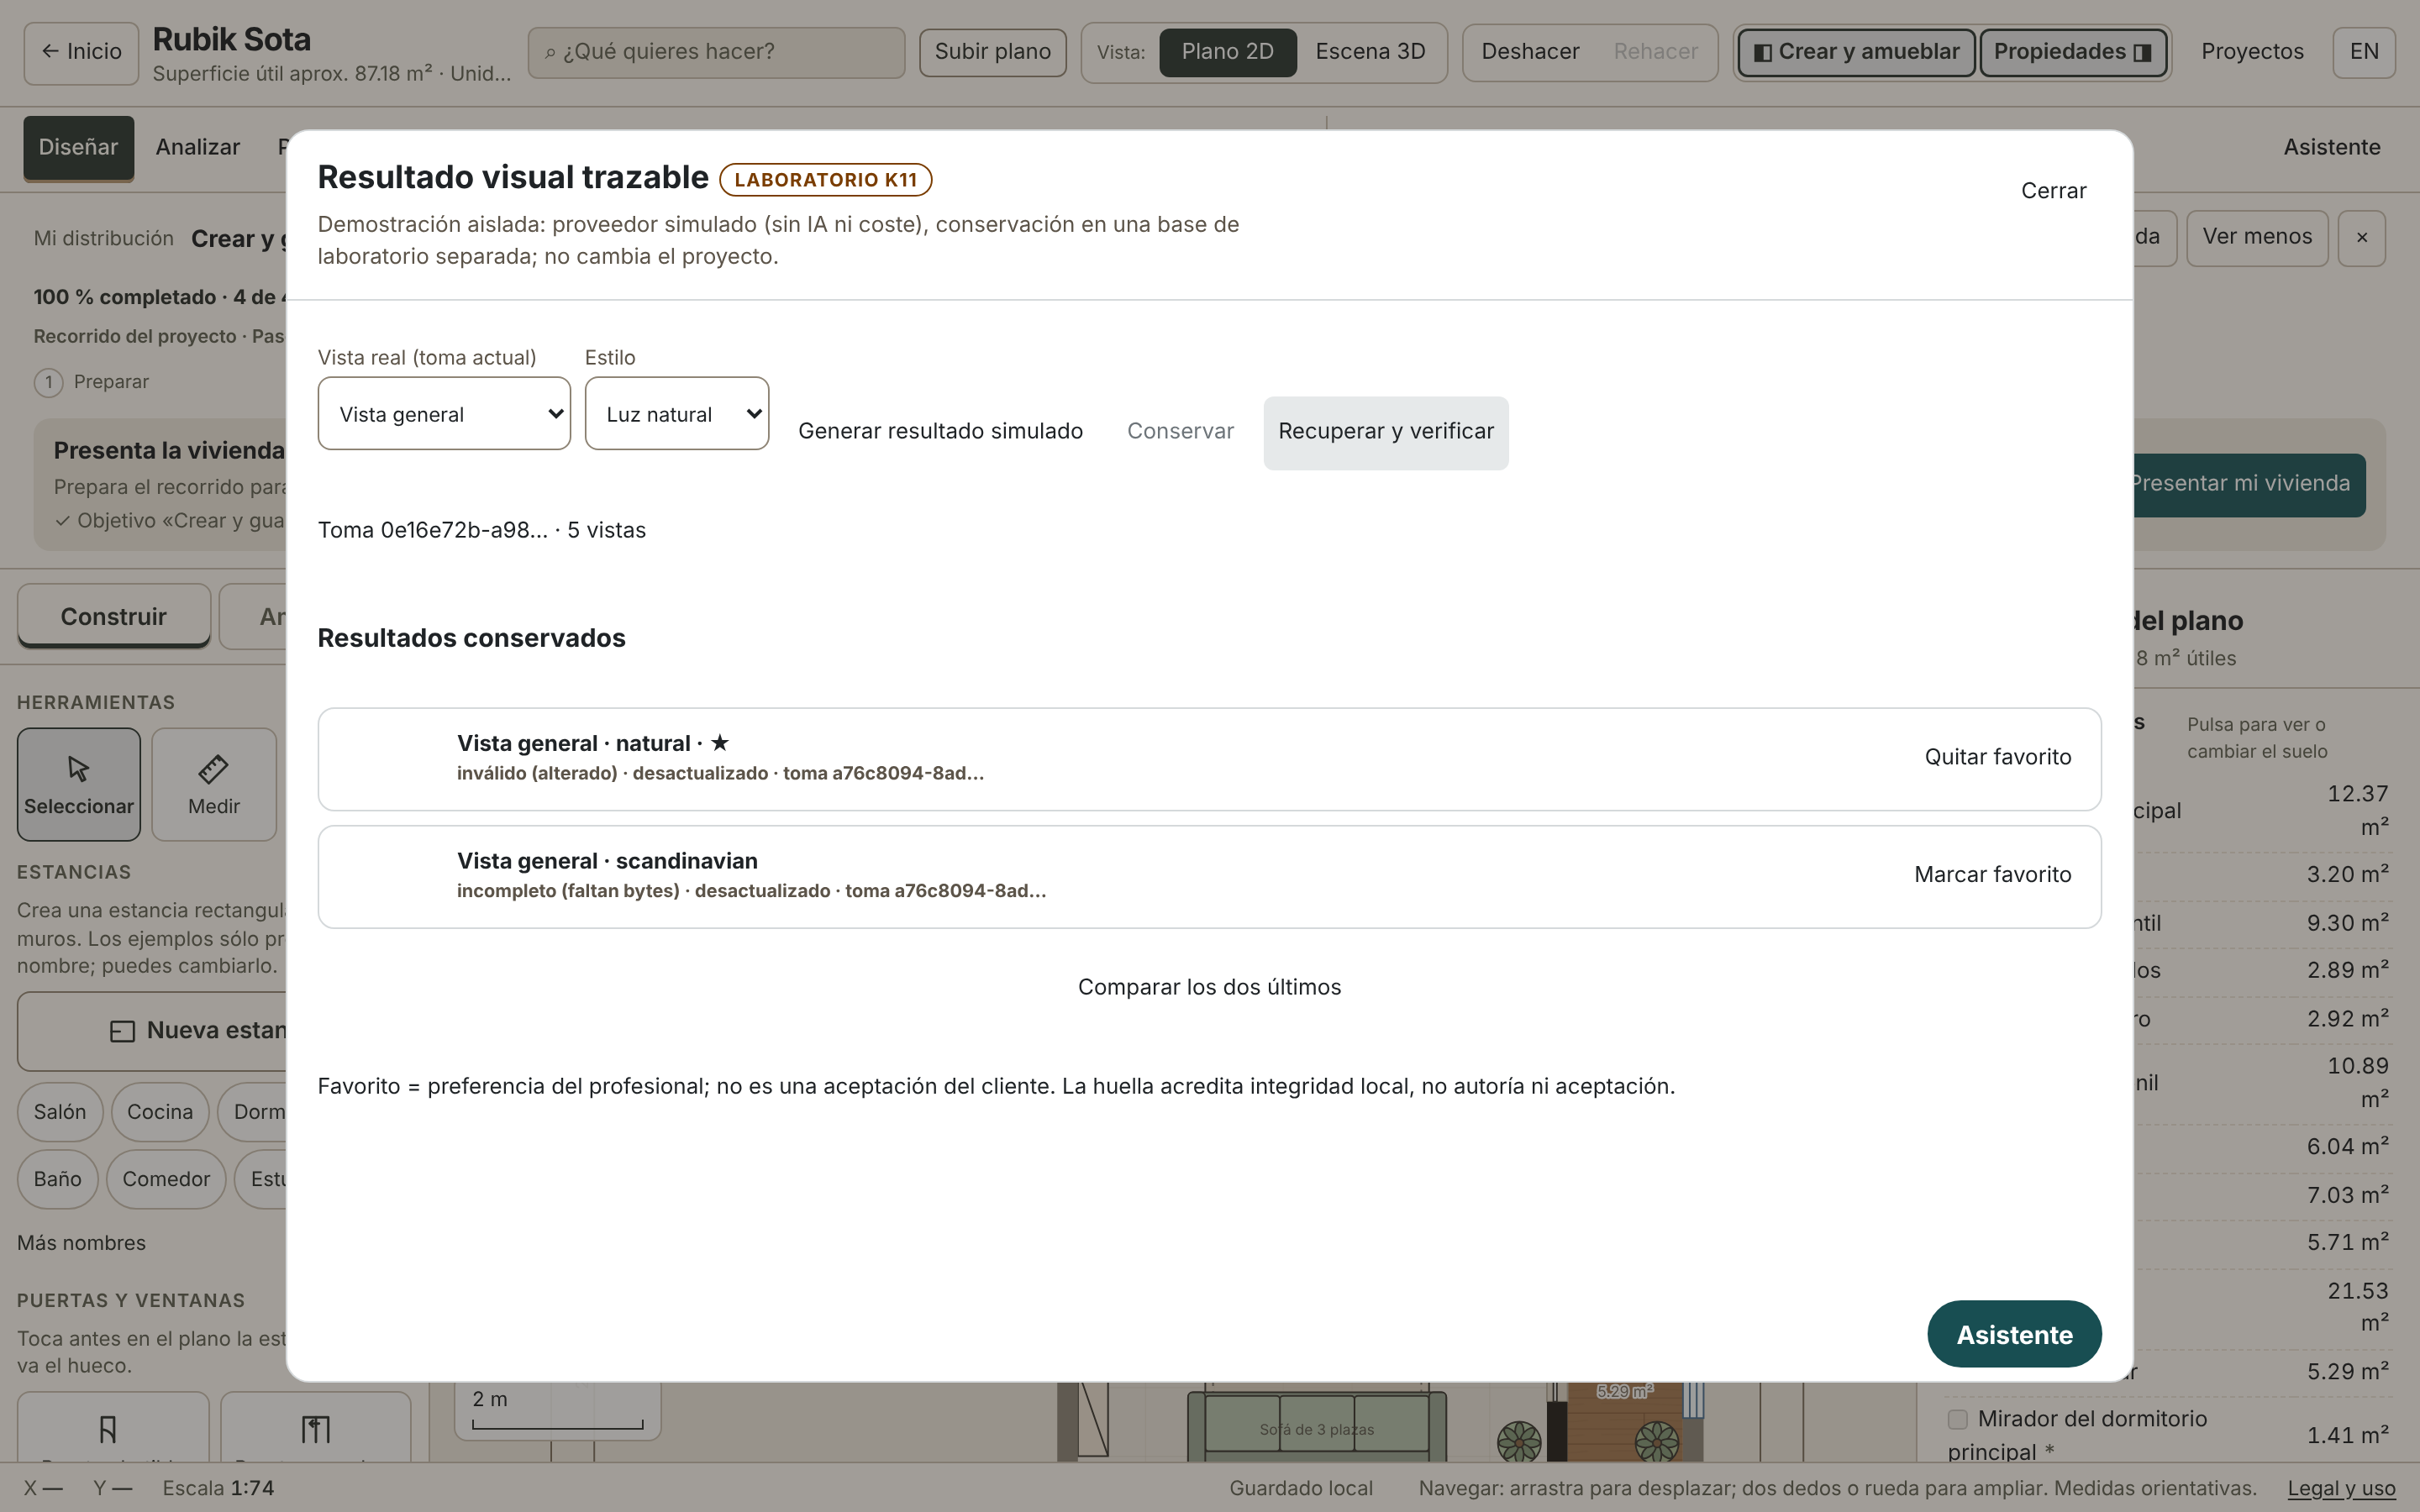 ← Inicio
Rubik Sota
Superficie útil aprox. 87.18 m² · Unid...
¿Qué quieres hacer?
Subir plano
Vista:
Plano 2D
Escena 3D
Deshacer
Rehacer
Crear y amueblar
Propiedades
Proyectos
EN
Diseñar
Analizar
Asistente
Mi distribución
Crear y
Ver menos
×
100 % completado · 4 de
Recorrido del proyecto ·
1 Preparar
Presenta la vivienda
Prepara el recorrido
✓ Objetivo «Crear y
Presentar mi vivienda
Resultado visual trazable
LABORATORIO K11
Cerrar
Demostración aislada: proveedor simulado (sin IA ni coste), conservación en una base de
laboratorio separada; no cambia el proyecto.
Vista real (toma actual)
Estilo
Vista general
Luz natural
Generar resultado simulado
Conservar
Recuperar y verificar
Toma 0e16e72b-a98... · 5 vistas
Resultados conservados
Vista general · natural · ★
inválido (alterado) · desactualizado · toma a76c8094-8ad...
Quitar favorito
Vista general · scandinavian
incompleto (faltan bytes) · desactualizado · toma a76c8094-8ad...
Marcar favorito
Comparar los dos últimos
Favorito = preferencia del profesional; no es una aceptación del cliente. La huella acredita integridad local, no autoría ni aceptación.
Asistente
Construir
HERRAMIENTAS
Seleccionar
Medir
ESTANCIAS
Crea una estancia
muros. Los ejemplos sólo
nombre; puedes cambiarlo.
Nueva
Salón
Cocina
Baño
Comedor
Más nombres
PUERTAS Y VENTANAS
Toca antes en el plano la
va el hueco.
del plano
m² útiles
Pulsa para ver o
cambiar el suelo
12.37
m²
3.20 m²
9.30 m²
2.89 m²
2.92 m²
10.89
m²
6.04 m²
7.03 m²
5.71 m²
21.53
m²
5.29 m²
Mirador del dormitorio
principal *
1.41 m²
2 m
Sofá de 3 plazas
5.29 m²
X —
Y —
Escala 1:74
Guardado local
Navegar: arrastra para desplazar; dos dedos o rueda para ampliar. Medidas orientativas.
Legal y uso